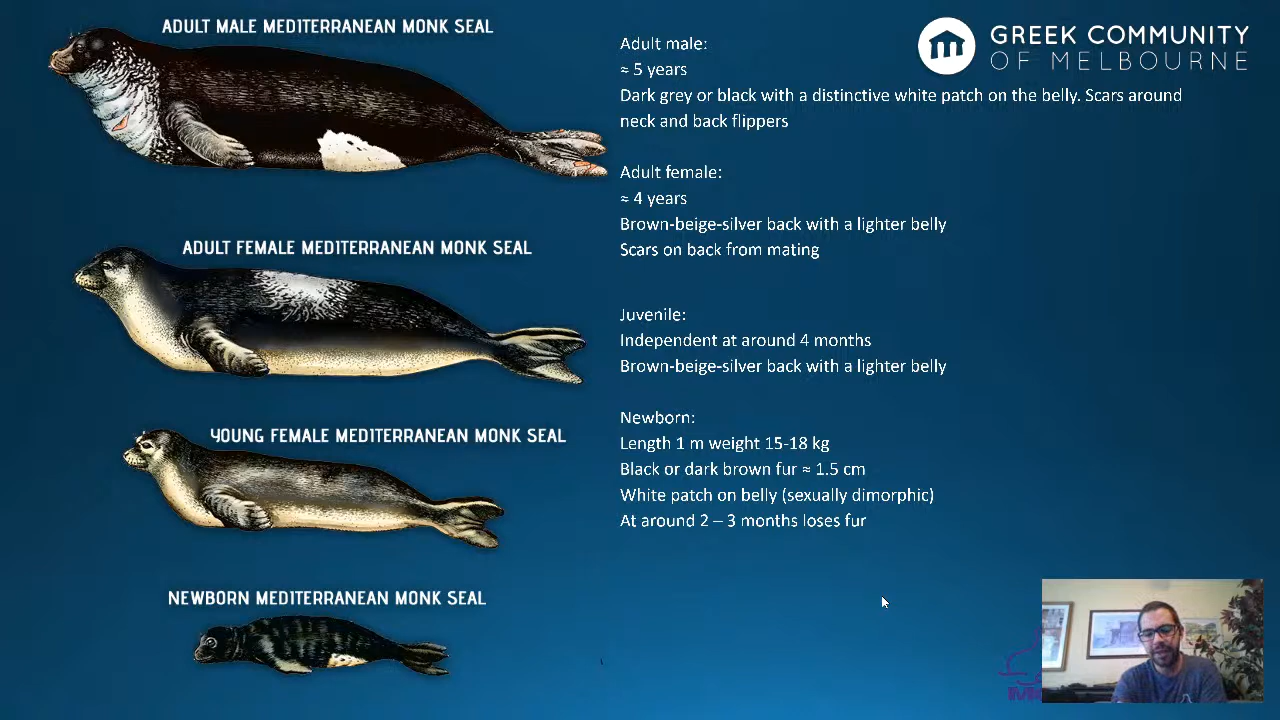 ADULT MALE MEDITERRANEAN MONK SEAL
ADULT FEMALE MEDITERRANEAN MONK SEAL
YOUNG FEMALE MEDITERRANEAN MONK SEAL
NEWBORN MEDITERRANEAN MONK SEAL
GREEK COMMUNITY
OF MELBOURNE
Adult male:
≈ 5 years
Dark grey or black with a distinctive white patch on the belly. Scars around
neck and back flippers
Adult female:
≈ 4 years
Brown-beige-silver back with a lighter belly
Scars on back from mating
Juvenile:
Independent at around 4 months
Brown-beige-silver back with a lighter belly
Newborn:
Length 1 m weight 15-18 kg
Black or dark brown fur ≈ 1.5 cm
White patch on belly (sexually dimorphic)
At around 2 – 3 months loses fur